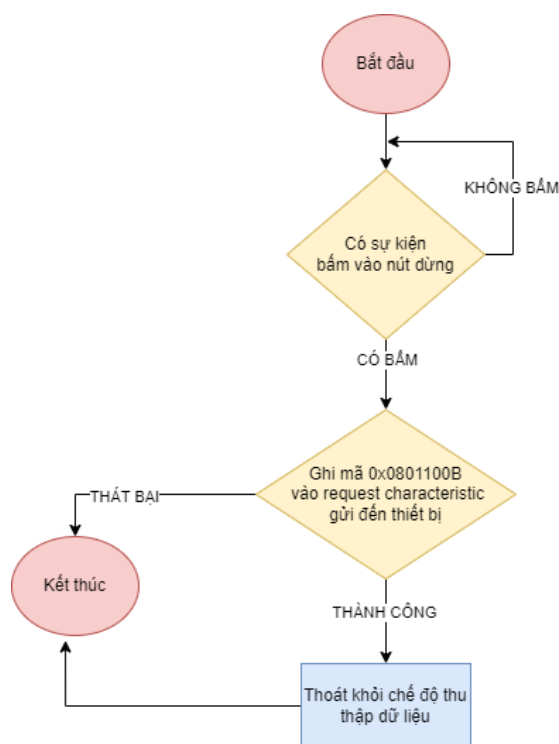 Bắt đầu
KHÔNG BẤM
Có sự kiện
bấm vào nút dừng
CÓ BẤM
Ghi mã 0x0801100B
vào request characteristic
gửi đến thiết bị
THÁT BẠI
Kết thúc
THÀNH CÔNG
Thoát khỏi chế độ thu
thập dữ liệu